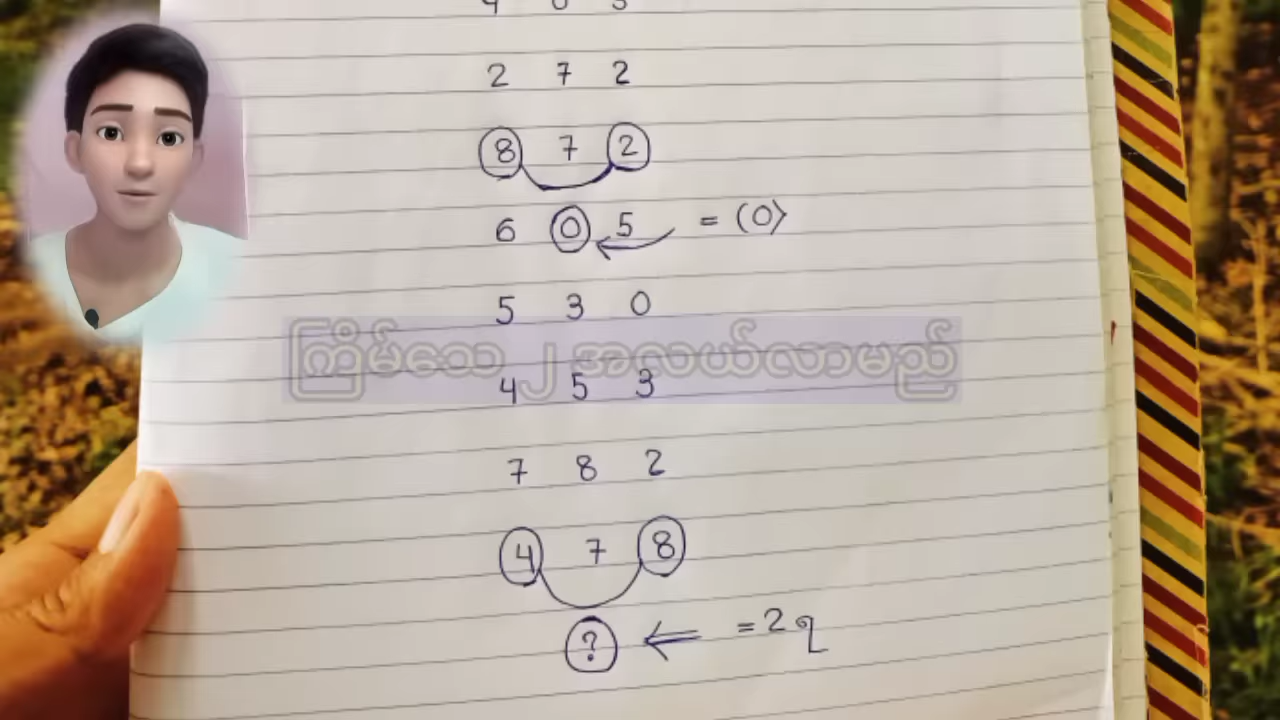 2 7 2
8 7 2
6 0 5 = (0)
5 3 0
ကြိမ်သေ ၂ အလယ်လာမည်
4 5 3
7 8 2
4 7 8
? = 2 ရ